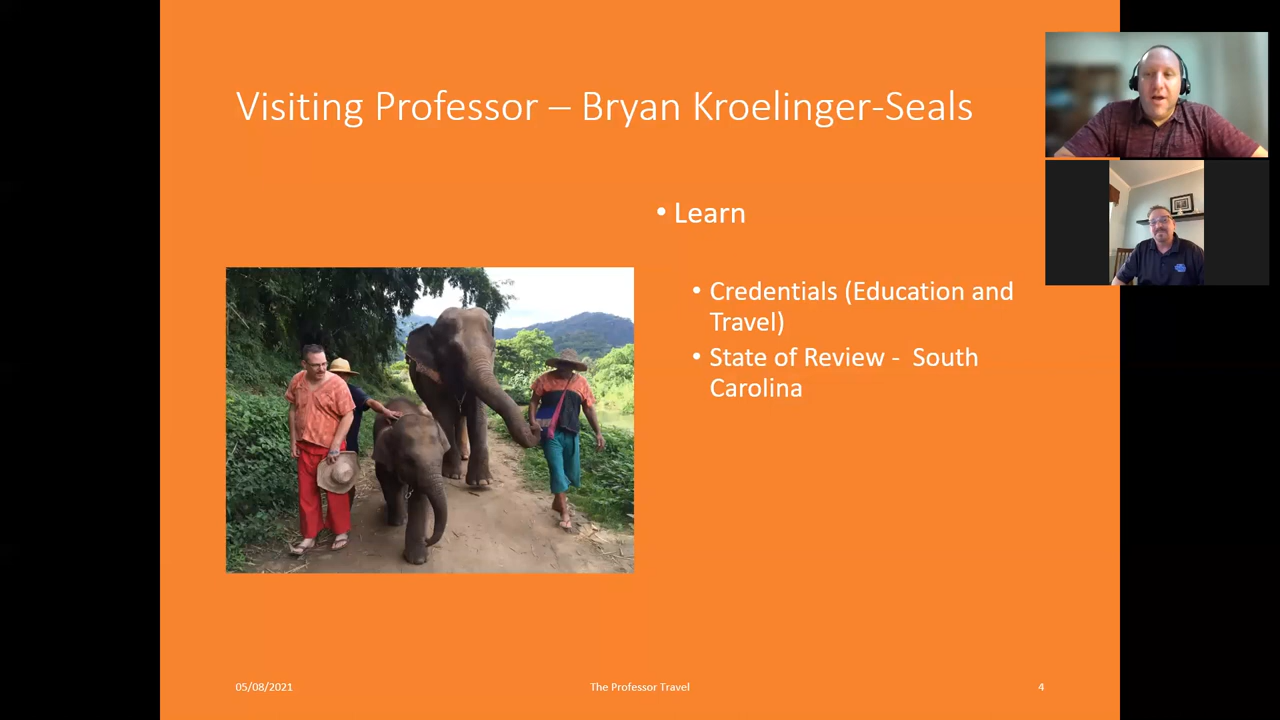 Visiting Professor – Bryan Kroelinger-Seals
• Learn
• Credentials (Education and
Travel)
• State of Review -  South
Carolina
05/08/2021
The Professor Travel
4